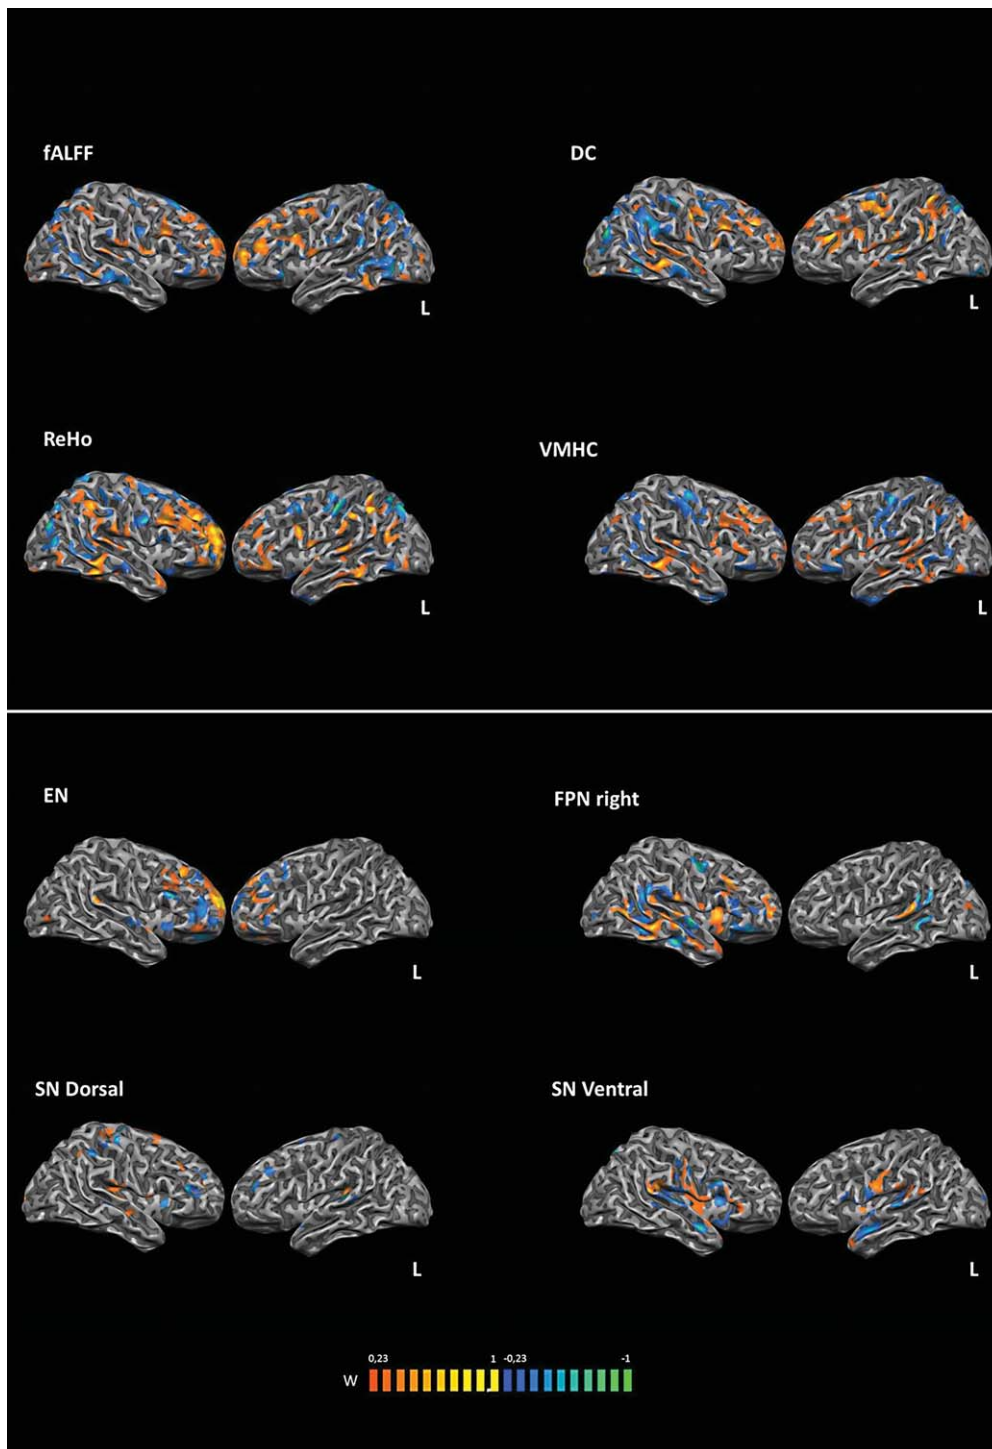 fALFF
DC
L
L
ReHo
VMHC
L
L
EN
FPN right
L
L
SN Dorsal
SN Ventral
L
L
0,23 1 -0,23 -1
W